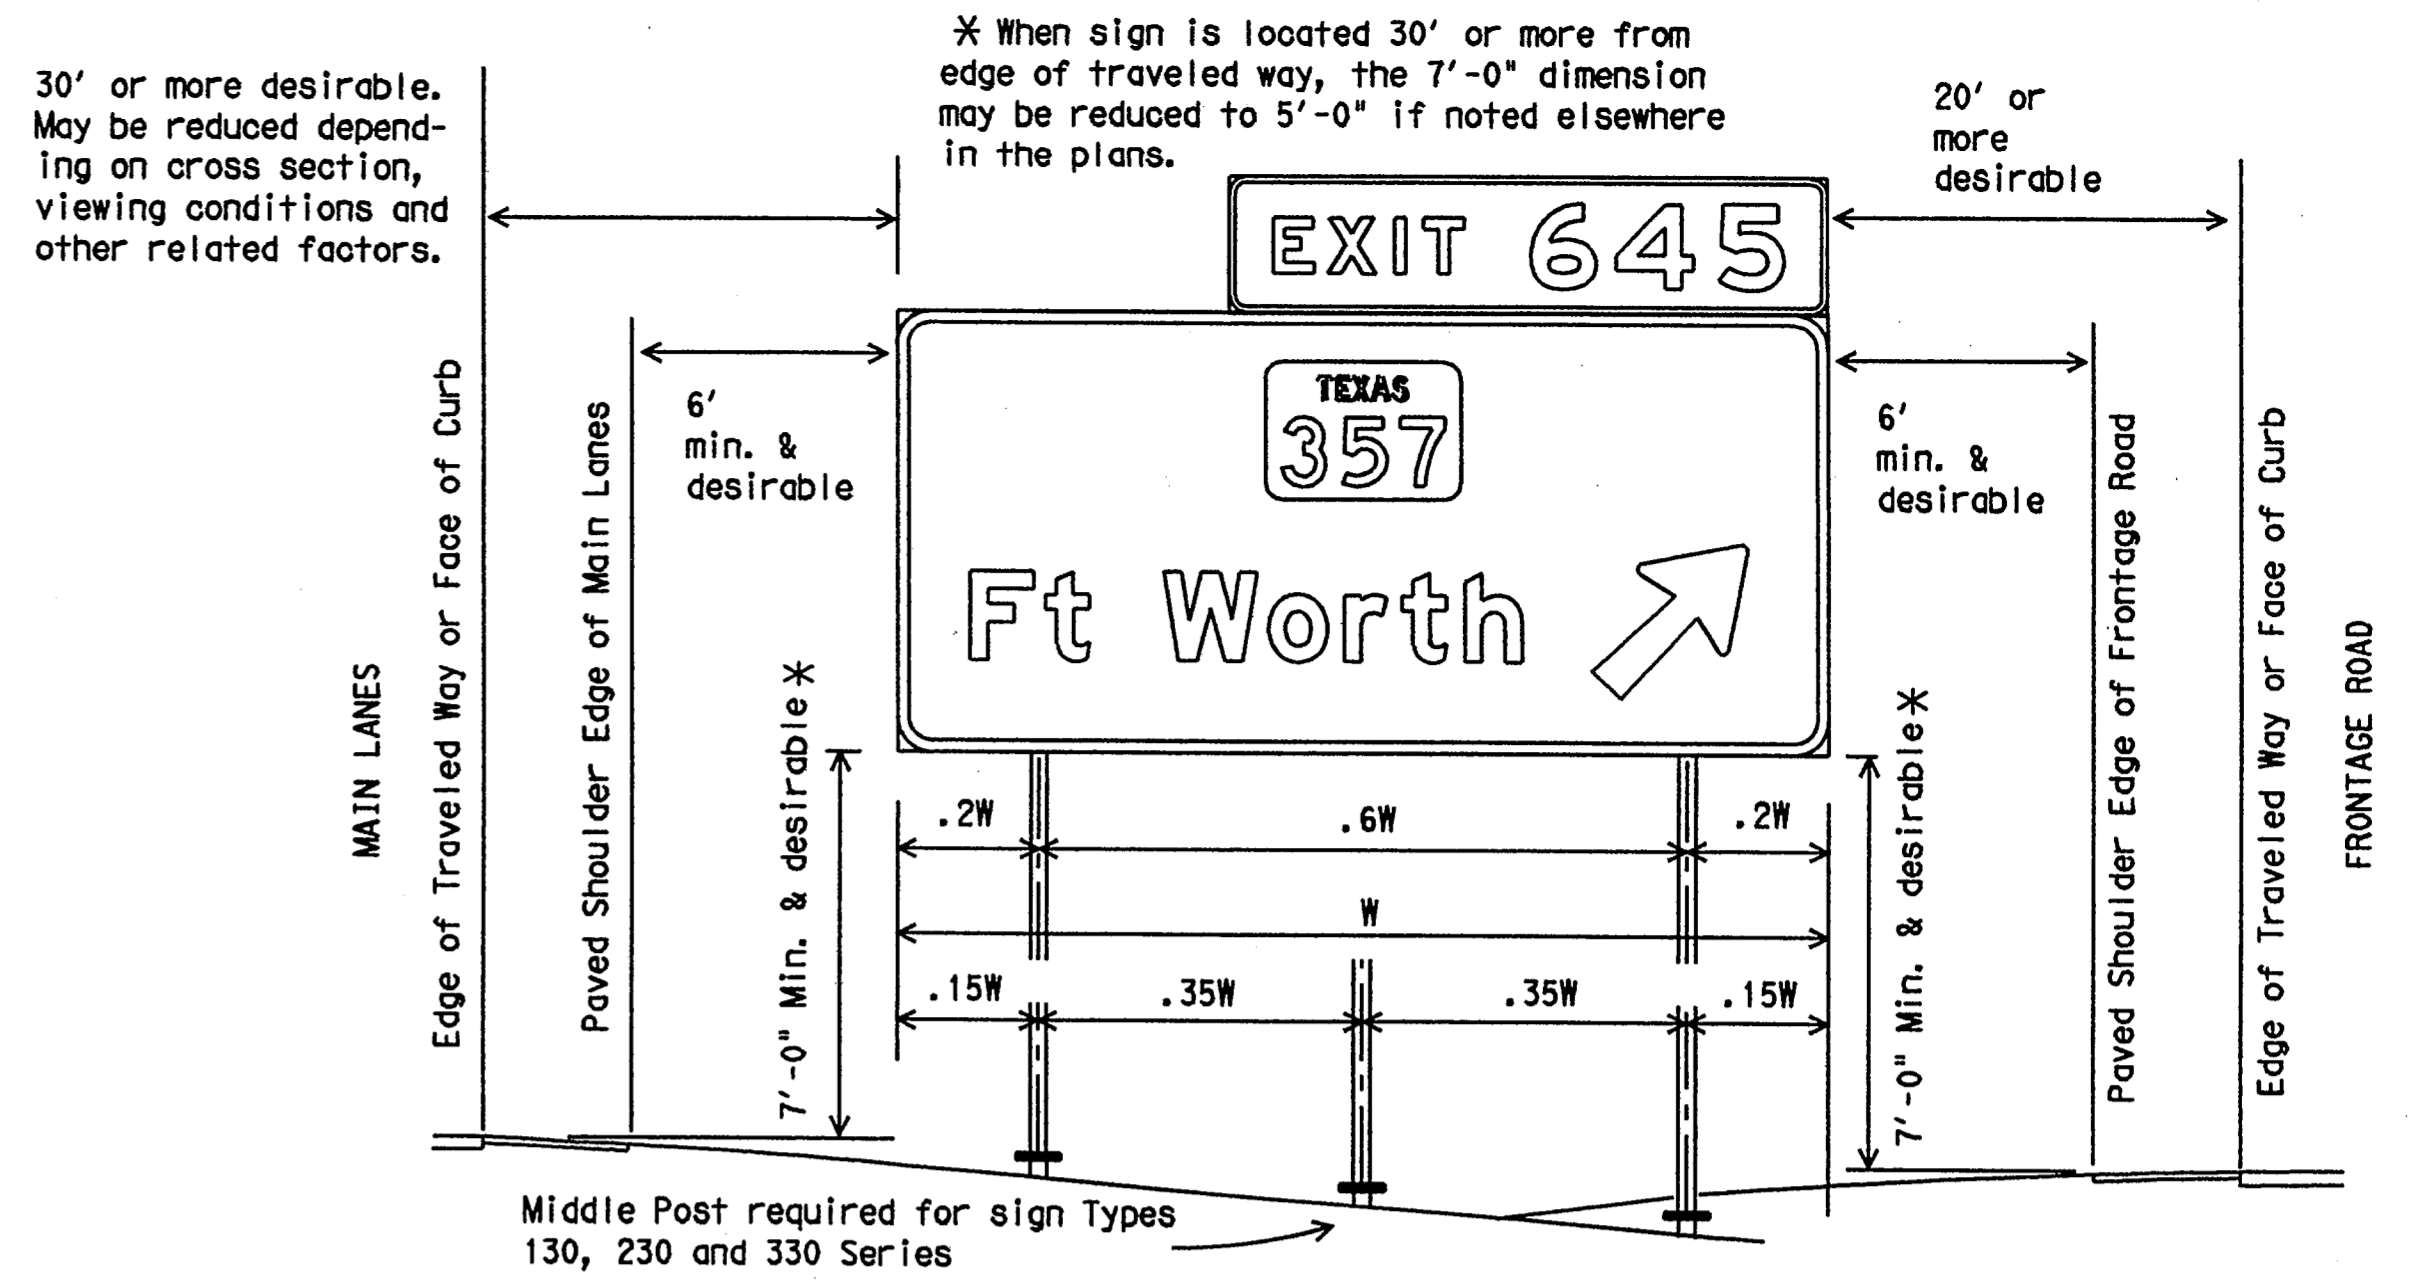 * When sign is located 30' or more from
edge of traveled way, the 7'-0" dimension
may be reduced to 5'-0" if noted elsewhere
in the plans.
30' or more desirable.
May be reduced depend-
ing on cross section,
viewing conditions and
other related factors.
20' or
more
desirable
EXIT 645
TEXAS
357
Ft Worth
6'
min. &
desirable
6'
min. &
desirable
MAIN LANES
Edge of Traveled Way or Face of Curb
Paved Shoulder Edge of Main Lanes
7'-0" Min. & desirable*
7'-0" Min. & desirable*
Paved Shoulder Edge of Frontage Road
Edge of Traveled Way or Face of Curb
FRONTAGE ROAD
.2W .6W .2W
W
.15W .35W .35W .15W
Middle Post required for sign Types
130, 230 and 330 Series